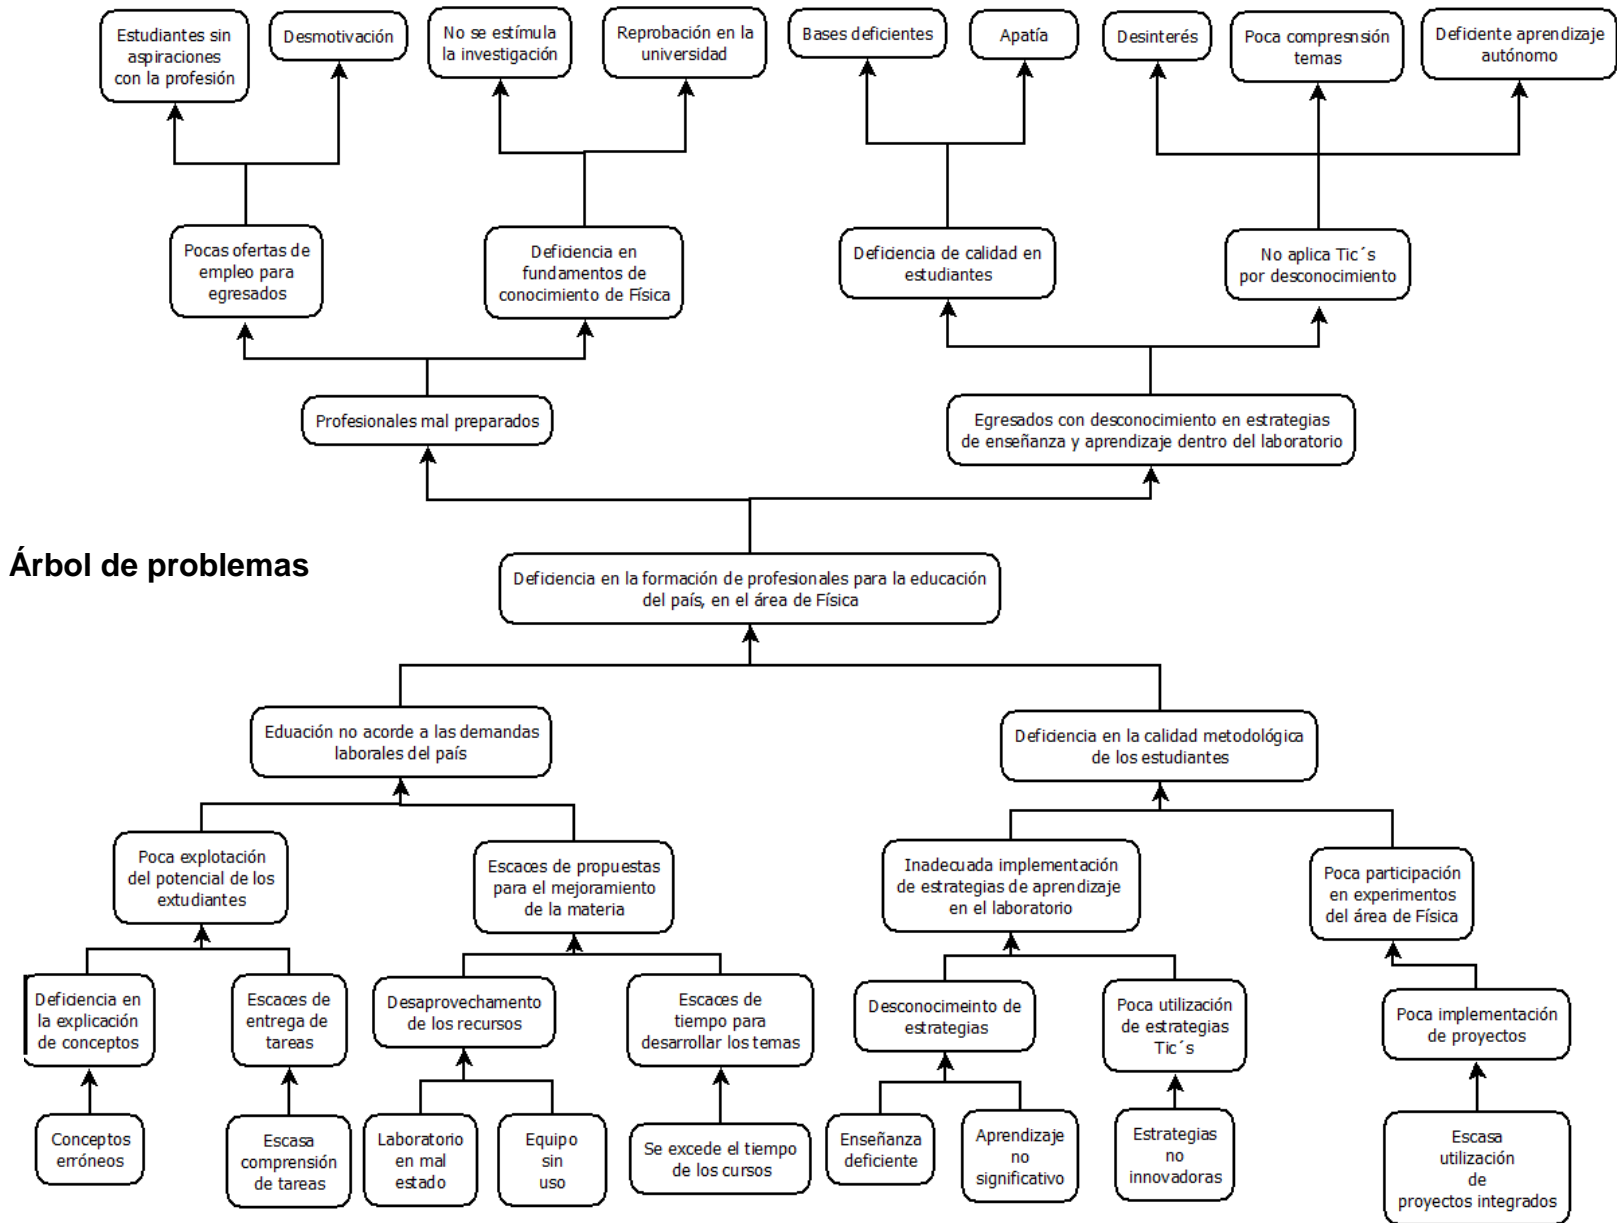 Estudiantes sin
aspiraciones
con la profesión
Desmotivación
No se estímula
la investigación
Reprobación en la
universidad
Bases deficientes
Apatía
Desinterés
Poca compresnsión
temas
Deficiente aprendizaje
autónomo
Pocas ofertas de
empleo para
egresados
Deficiencia en
fundamentos de
conocimiento de Física
Deficiencia de calidad en
estudiantes
No aplica Tic´s
por desconocimiento
Profesionales mal preparados
Egresados con desconocimiento en estrategias
de enseñanza y aprendizaje dentro del laboratorio
Árbol de problemas
Deficiencia en la formación de profesionales para la educación
del país, en el área de Física
Eduación no acorde a las demandas
laborales del país
Deficiencia en la calidad metodológica
de los estudiantes
Poca explotación
del potencial de los
extudiantes
Escaces de propuestas
para el mejoramiento
de la materia
Inadecuada implementación
de estrategias de aprendizaje
en el laboratorio
Poca participación
en experimentos
del área de Física
Deficiencia en
la explicación
de conceptos
Escaces de
entrega de
tareas
Desaprovechamento
de los recursos
Escaces de
tiempo para
desarrollar los temas
Desconocimeinto de
estrategias
Poca utilización
de estrategias
Tic´s
Poca implementación
de proyectos
Conceptos
erróneos
Escasa
comprensión
de tareas
Laboratorio
en mal
estado
Equipo
sin
uso
Se excede el tiempo
de los cursos
Enseñanza
deficiente
Aprendizaje
no
significativo
Estrategias
no
innovadoras
Escasa
utilización
de
proyectos integrados